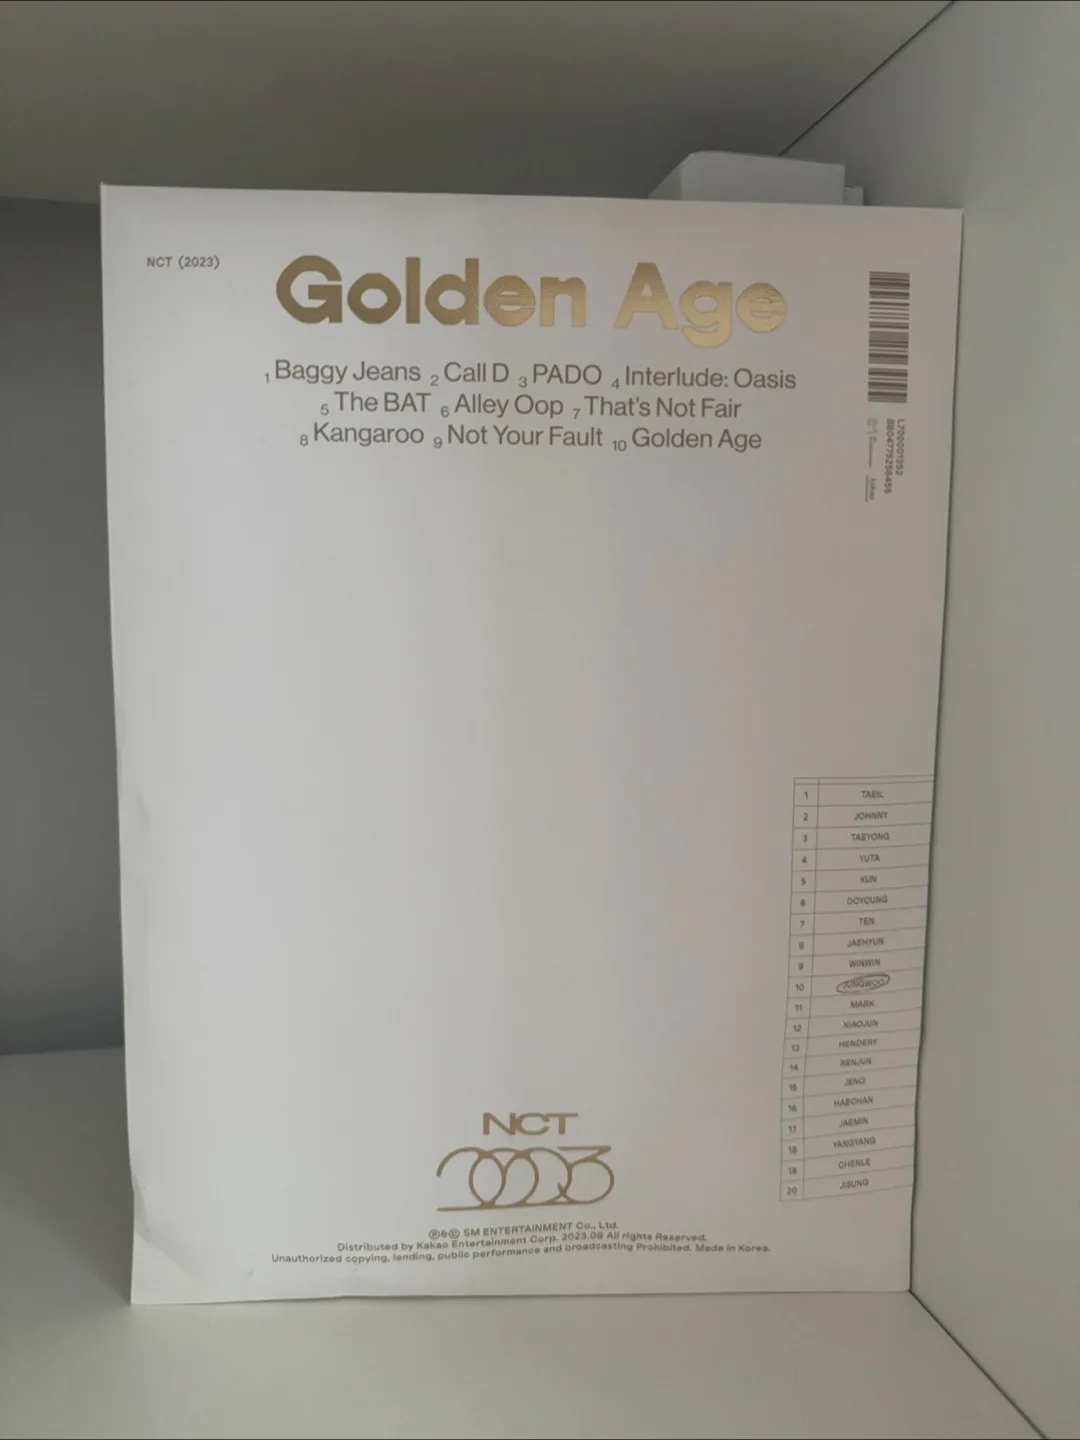 NCT (2023)
Golden Age
1 Baggy Jeans 2 Call D 3 PADO 4 Interlude: Oasis
5 The BAT 6 Alley Oop 7 That's Not Fair
8 Kangaroo 9 Not Your Fault 10 Golden Age
L700001352
8804775256455
1 TAEIL
2 JOHNNY
3 TAEYONG
4 YUTA
5 KUN
6 DOYOUNG
7 TEN
8 JAEHYUN
9 WINWIN
10 JUNGWOO
11 MARK
12 XIAOJUN
13 HENDERY
14 RENJUN
15 JENO
16 HAECHAN
17 JAEMIN
18 YANGYANG
19 CHENLE
20 JISUNG
NCT
2023
℗&© SM ENTERTAINMENT Co., Ltd.
Distributed by Kakao Entertainment Corp. 2023.08 All rights Reserved.
Unauthorized copying, lending, public performance and broadcasting Prohibited. Made in Korea.